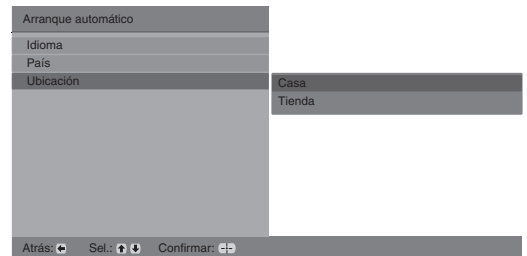 Arranque automático
Idioma
País
Ubicación
Casa
Tienda
Atrás: Sel.: Confirmar: